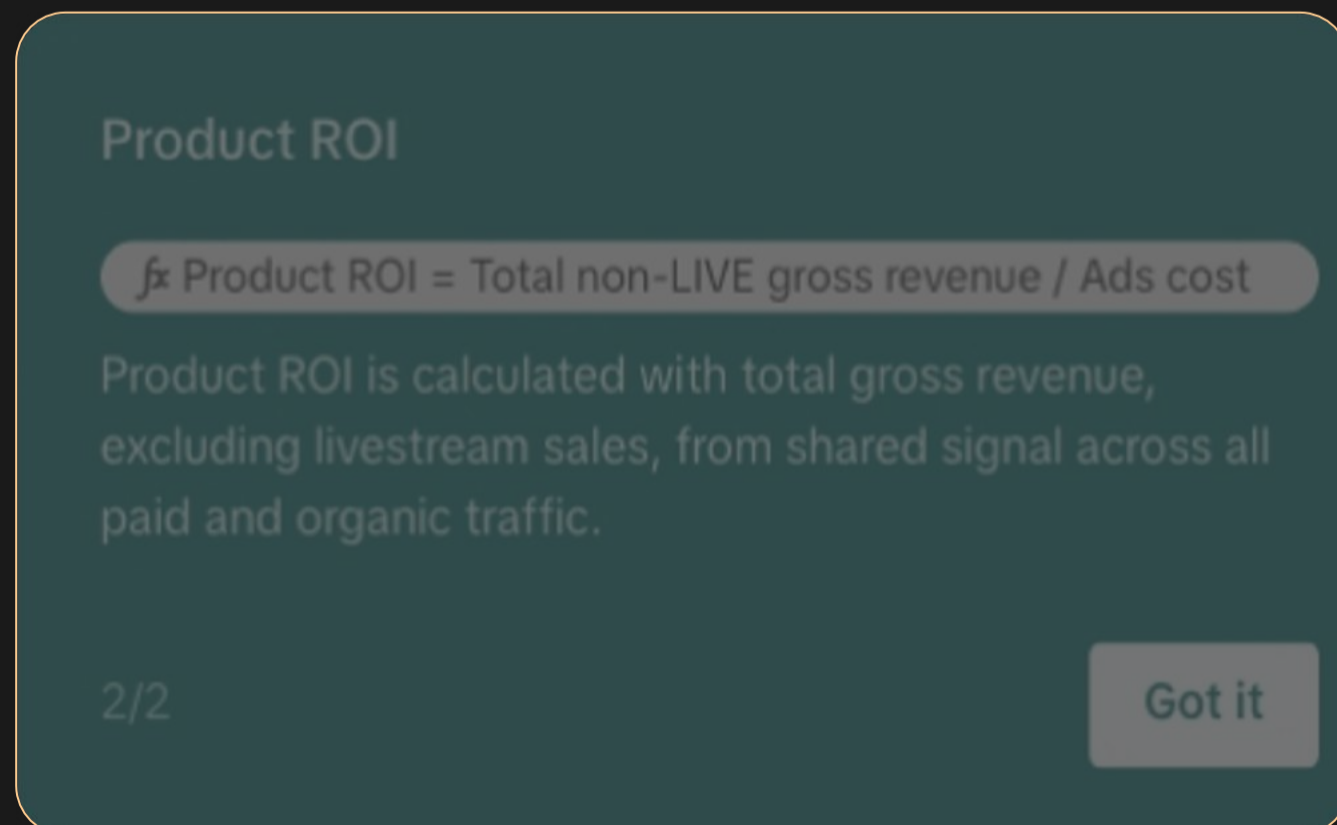 Product ROI
fx Product ROI = Total non-LIVE gross revenue / Ads cost
Product ROI is calculated with total gross revenue,
excluding livestream sales, from shared signal across all
paid and organic traffic.
2/2
Got it